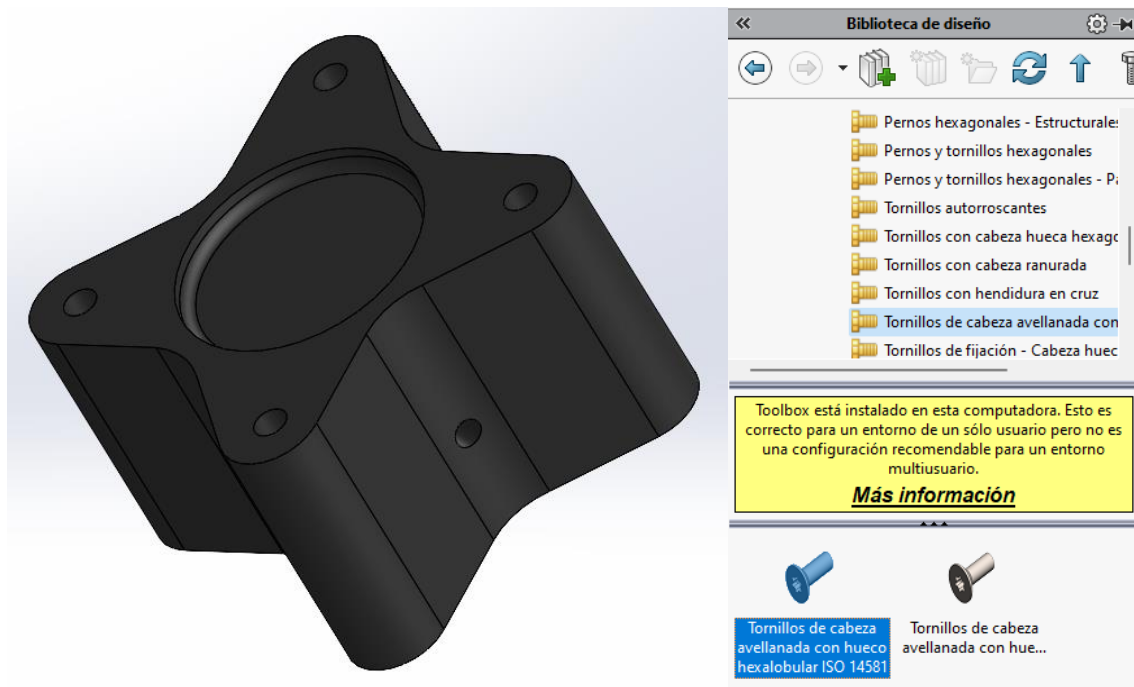 Biblioteca de diseño
Pernos hexagonales - Estructurales
Pernos y tornillos hexagonales
Pernos y tornillos hexagonales - Pa
Tornillos autorroscantes
Tornillos con cabeza hueca hexago
Tornillos con cabeza ranurada
Tornillos con hendidura en cruz
Tornillos de cabeza avellanada con
Tornillos de fijación - Cabeza huec
Toolbox está instalado en esta computadora. Esto es
correcto para un entorno de un sólo usuario pero no es
una configuración recomendable para un entorno
multiusuario.
Más información
Tornillos de cabeza
avellanada con hueco
hexalobular ISO 14581
Tornillos de cabeza
avellanada con hue...